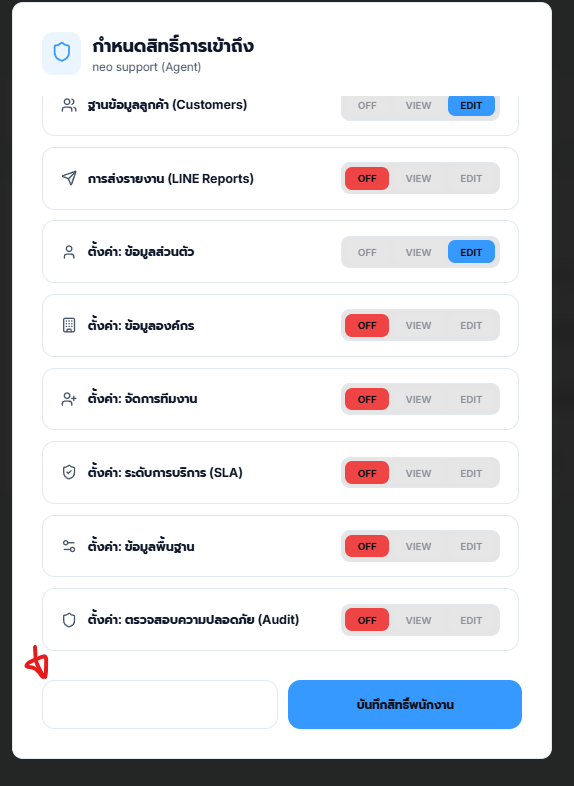 กำหนดสิทธิ์การเข้าถึง
neo support (Agent)
ฐานข้อมูลลูกค้า (Customers) OFF VIEW EDIT
การส่งรายงาน (LINE Reports) OFF VIEW EDIT
ตั้งค่า: ข้อมูลส่วนตัว OFF VIEW EDIT
ตั้งค่า: ข้อมูลองค์กร OFF VIEW EDIT
ตั้งค่า: จัดการทีมงาน OFF VIEW EDIT
ตั้งค่า: ระดับการบริการ (SLA) OFF VIEW EDIT
ตั้งค่า: ข้อมูลพื้นฐาน OFF VIEW EDIT
ตั้งค่า: ตรวจสอบความปลอดภัย (Audit) OFF VIEW EDIT
บันทึกสิทธิ์พนักงาน